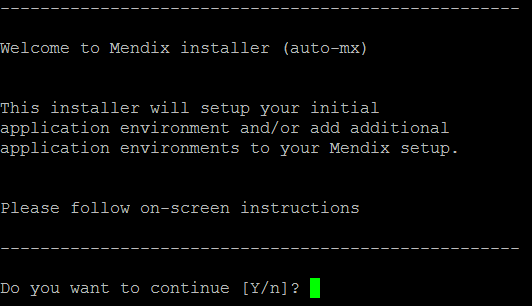 ----------------------------------------------------
Welcome to Mendix installer (auto-mx)
This installer will setup your initial
application environment and/or add additional
application environments to your Mendix setup.
Please follow on-screen instructions
----------------------------------------------------
Do you want to continue [Y/n]?